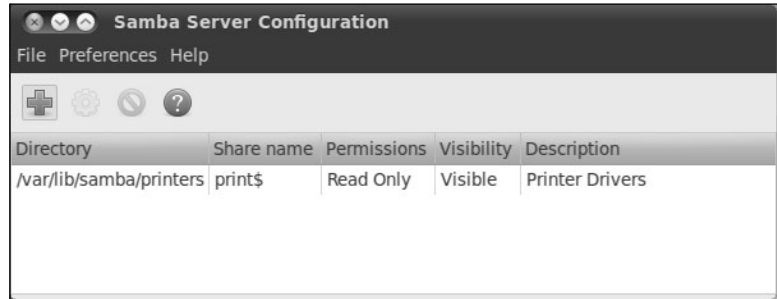 Samba Server Configuration
File Preferences Help
Directory Share name Permissions Visibility Description
/var/lib/samba/printers print$ Read Only Visible Printer Drivers